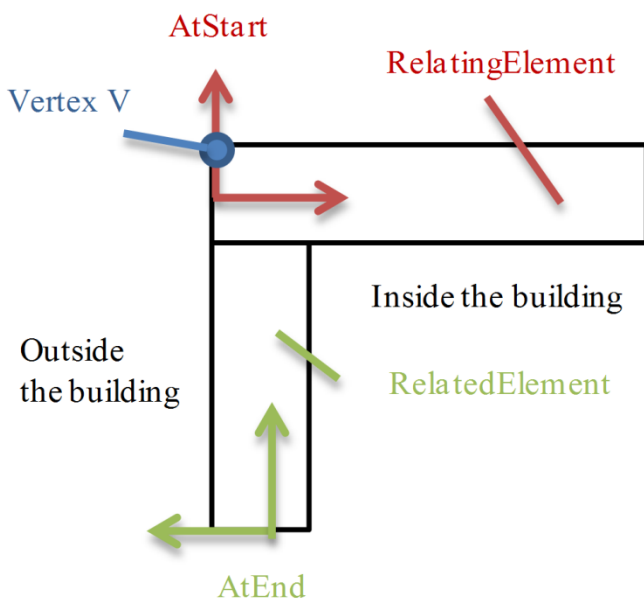 AtStart
RelatingElement
Vertex V
Inside the building
Outside
the building
RelatedElement
AtEnd